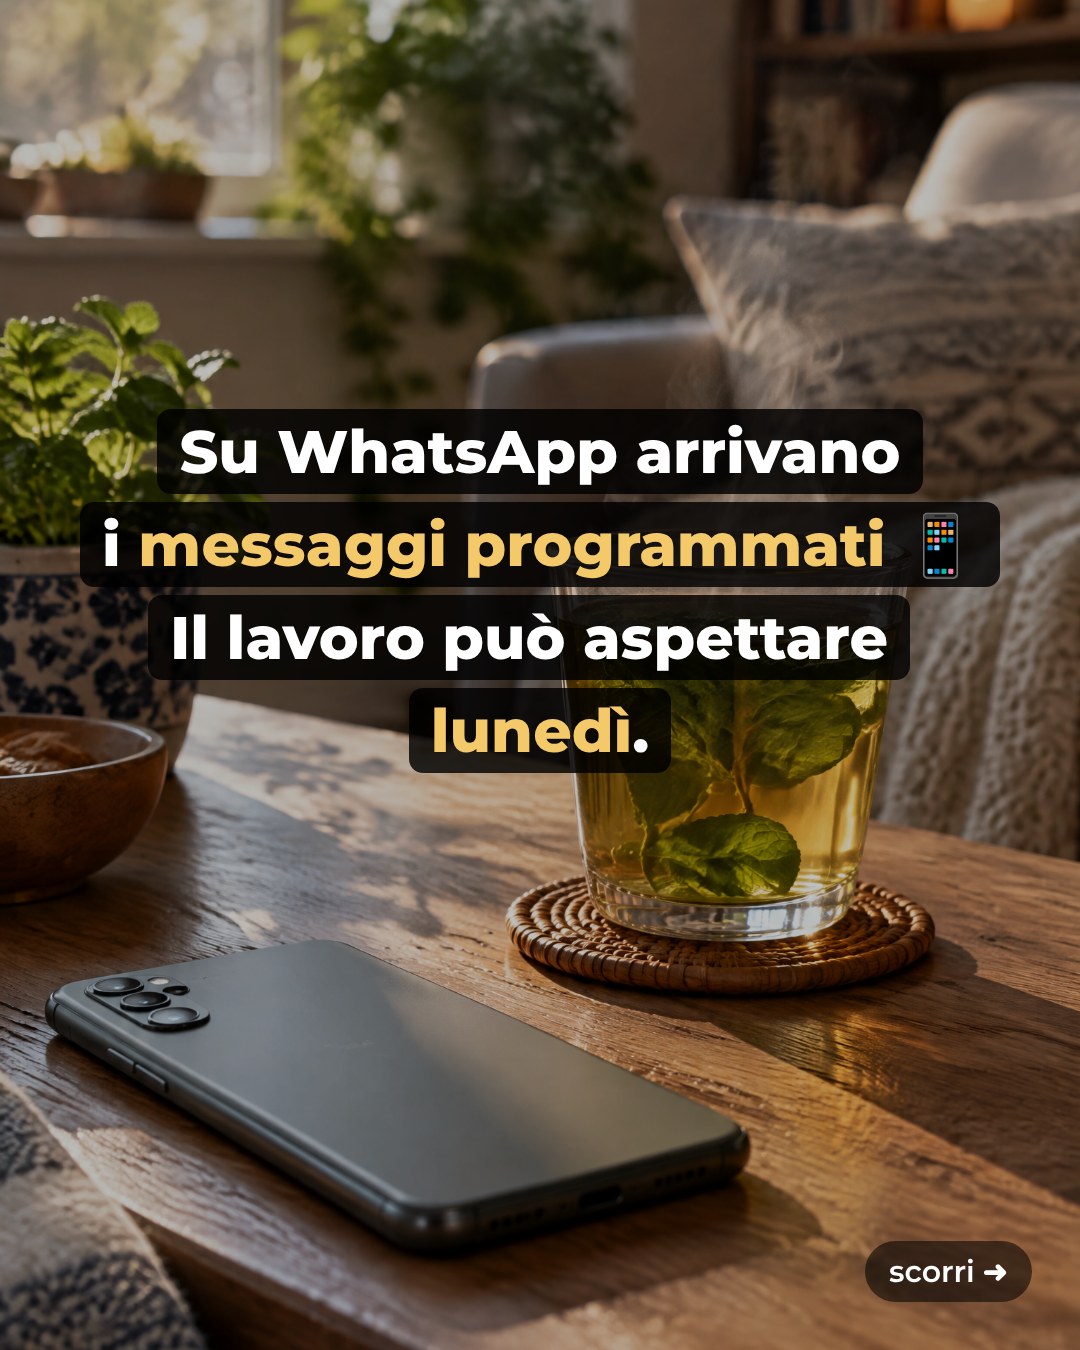 Su WhatsApp arrivano
i messaggi programmati 📱
Il lavoro può aspettare
lunedì.
scorri ➜